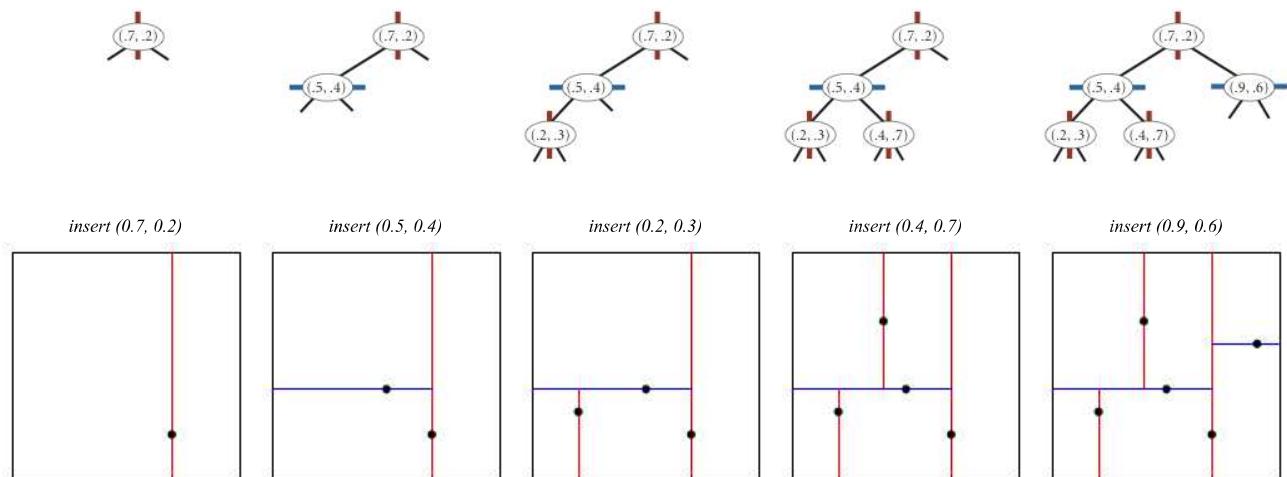 (.7, .2) (.7, .2) (.7, .2) (.7, .2) (.7, .2)
(.5, .4) (.5, .4) (.5, .4) (.5, .4) (.9, .6)
(.2, .3) (.2, .3) (.4, .7) (.2, .3) (.4, .7)
insert (0.7, 0.2) insert (0.5, 0.4) insert (0.2, 0.3) insert (0.4, 0.7) insert (0.9, 0.6)